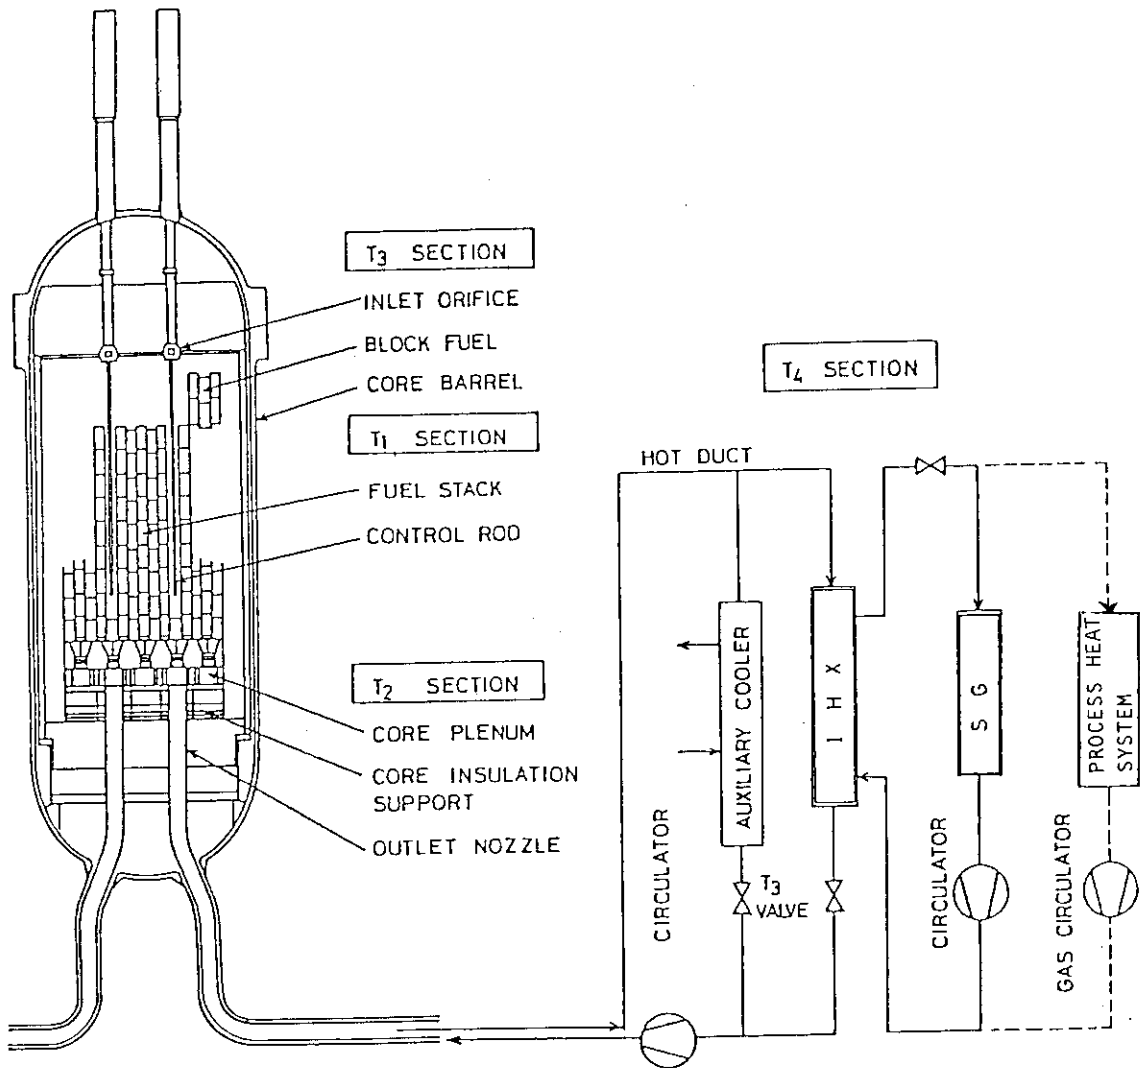 T3 SECTION
INLET ORIFICE
BLOCK FUEL
CORE BARREL
T1 SECTION
FUEL STACK
CONTROL ROD
T2 SECTION
CORE PLENUM
CORE INSULATION
SUPPORT
OUTLET NOZZLE
T4 SECTION
HOT DUCT
AUXILIARY COOLER
I H X
S G
PROCESS HEAT
SYSTEM
CIRCULATOR
T3
VALVE
CIRCULATOR
GAS CIRCULATOR